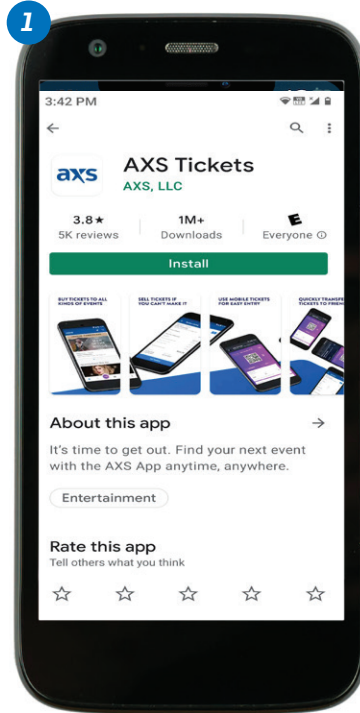 1
3:42 PM
AXS Tickets
axs
AXS, LLC
3.8★ 1M+ E
5K reviews Downloads Everyone
Install
BUY TICKETS TO ALL KINDS OF EVENTS
SELL TICKETS IF YOU CAN'T MAKE IT
USE MOBILE TICKETS FOR EASY ENTRY
QUICKLY TRANSFE
TICKETS TO FRIEN
About this app →
It's time to get out. Find your next event
with the AXS App anytime, anywhere.
Entertainment
Rate this app
Tell others what you think